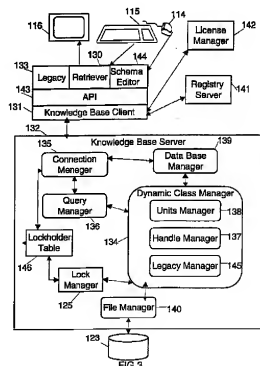 116
115
114
License Manager
142
133
130
144
Legacy
Retriever
Schema Editor
143
API
131
Knowledge Base Client
Registry Server
141
132
Knowledge Base Server
135
139
Connection Manager
Data Base Manager
Query Manager
136
Dynamic Class Manager
134
Units Manager
138
Handle Manager
137
Legacy Manager
145
Lockholder Table
146
Lock Manager
125
File Manager
140
123